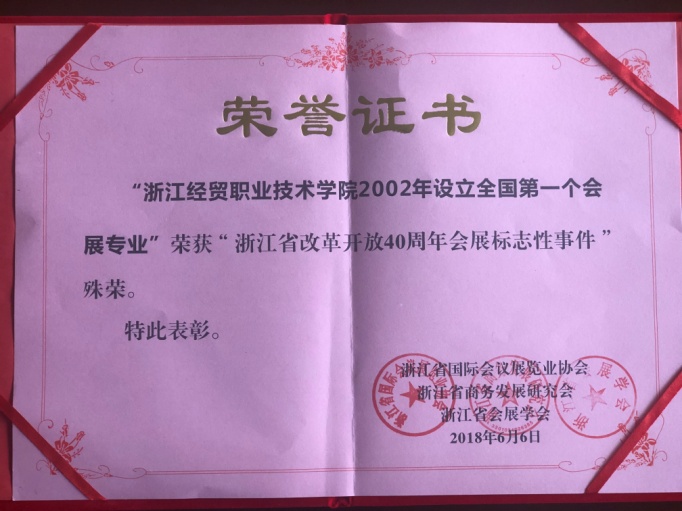 荣誉证书
“浙江经贸职业技术学院2002年设立全国第一个会
展专业”荣获“浙江省改革开放40周年会展标志性事件”
殊荣。
特此表彰。
浙江省国际会议展览业协会
浙江省商务发展研究会
浙江省会展学会
2018年6月6日